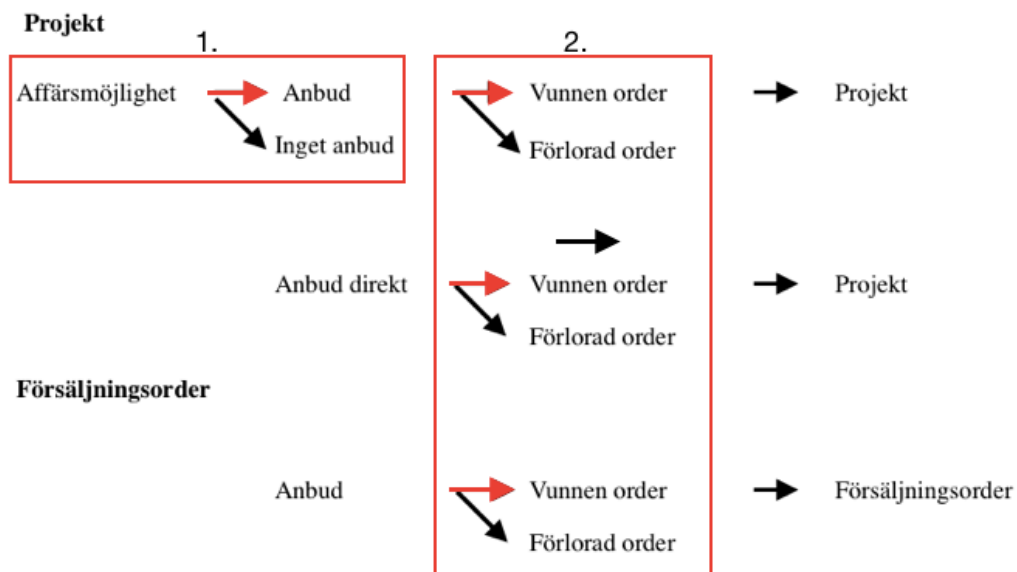 Projekt
1. 2.
Affärsmöjlighet Anbud Vunnen order Projekt
Inget anbud Förlorad order
Anbud direkt Vunnen order Projekt
Förlorad order
Försäljningsorder
Anbud Vunnen order Försäljningsorder
Förlorad order